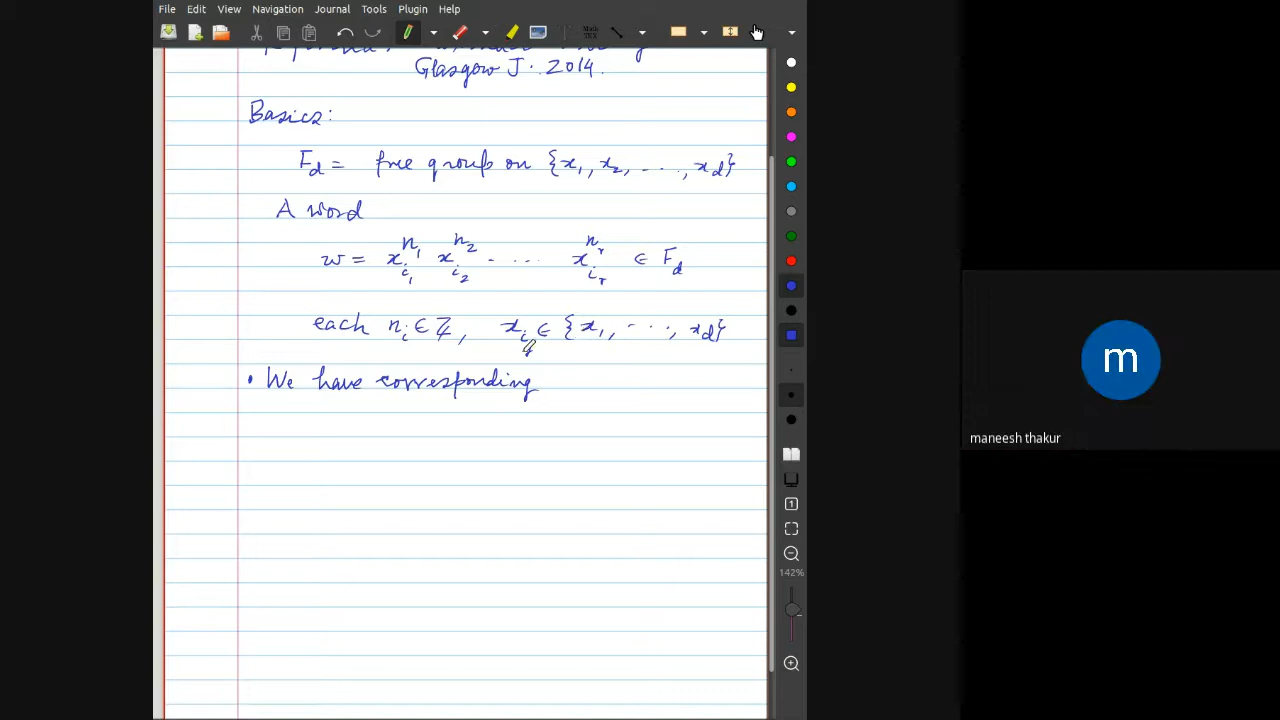 File Edit View Navigation Journal Tools Plugin Help
Glasgow J. 2014.
Basics:
F_d = free group on {x_1, x_2, ...., x_d}
A word
w = x_{i_1}^{n_1} x_{i_2}^{n_2} ..... x_{i_r}^{n_r} ∈ F_d
each n_i ∈ ℤ, x_{i_j} ∈ {x_1, ...., x_d}
• We have corresponding
142%
m
maneesh thakur